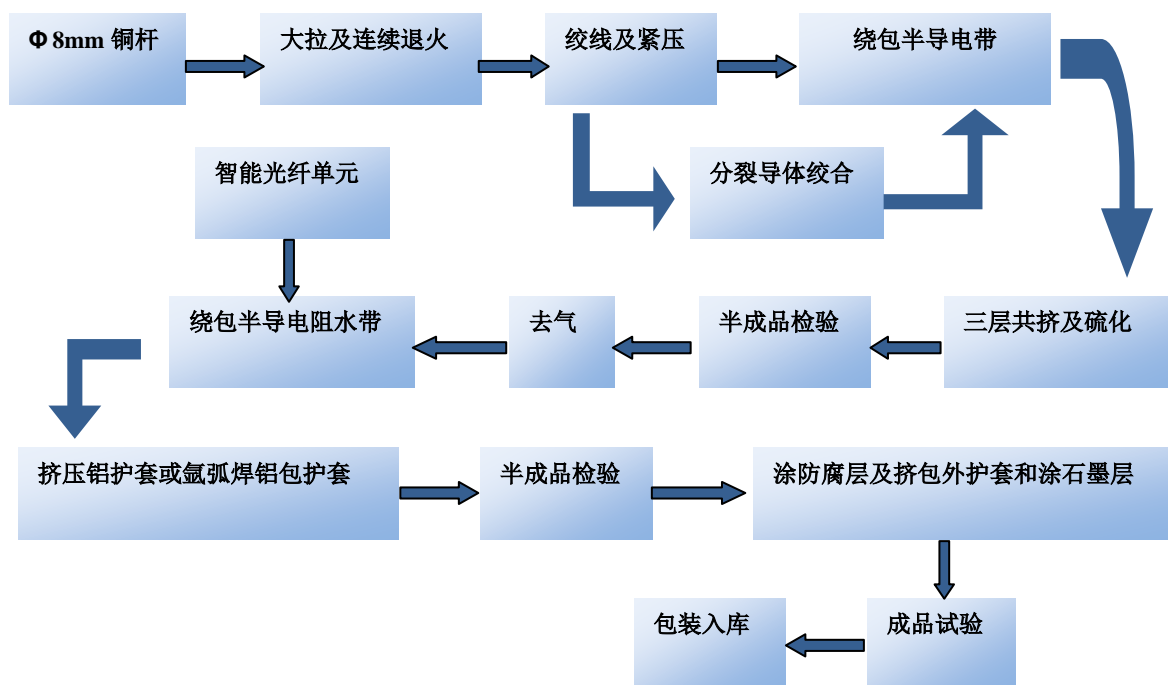 Φ8mm 铜杆
大拉及连续退火
绞线及紧压
绕包半导电带
智能光纤单元
分裂导体绞合
绕包半导电阻水带
去气
半成品检验
三层共挤及硫化
挤压铝护套或氩弧焊铝包护套
半成品检验
涂防腐层及挤包外护套和涂石墨层
包装入库
成品试验